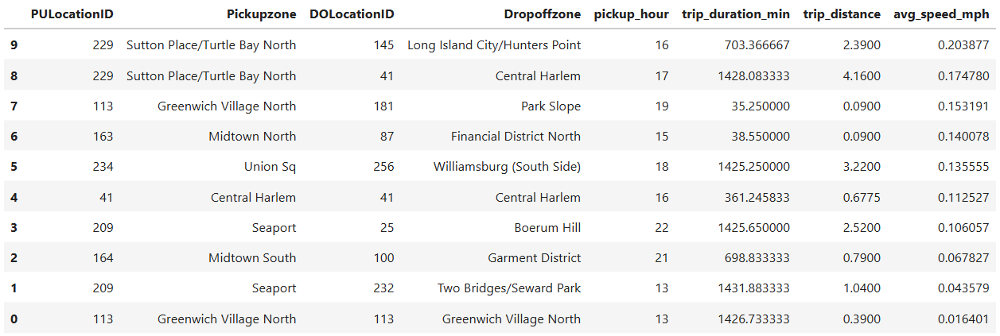 PULocationID Pickupzone DOLocationID Dropoffzone pickup_hour trip_duration_min trip_distance avg_speed_mph
9 229 Sutton Place/Turtle Bay North 145 Long Island City/Hunters Point 16 703.366667 2.3900 0.203877
8 229 Sutton Place/Turtle Bay North 41 Central Harlem 17 1428.083333 4.1600 0.174780
7 113 Greenwich Village North 181 Park Slope 19 35.250000 0.0900 0.153191
6 163 Midtown North 87 Financial District North 15 38.550000 0.0900 0.140078
5 234 Union Sq 256 Williamsburg (South Side) 18 1425.250000 3.2200 0.135555
4 41 Central Harlem 41 Central Harlem 16 361.245833 0.6775 0.112527
3 209 Seaport 25 Boerum Hill 22 1425.650000 2.5200 0.106057
2 164 Midtown South 100 Garment District 21 698.833333 0.7900 0.067827
1 209 Seaport 232 Two Bridges/Seward Park 13 1431.883333 1.0400 0.043579
0 113 Greenwich Village North 113 Greenwich Village North 13 1426.733333 0.3900 0.016401